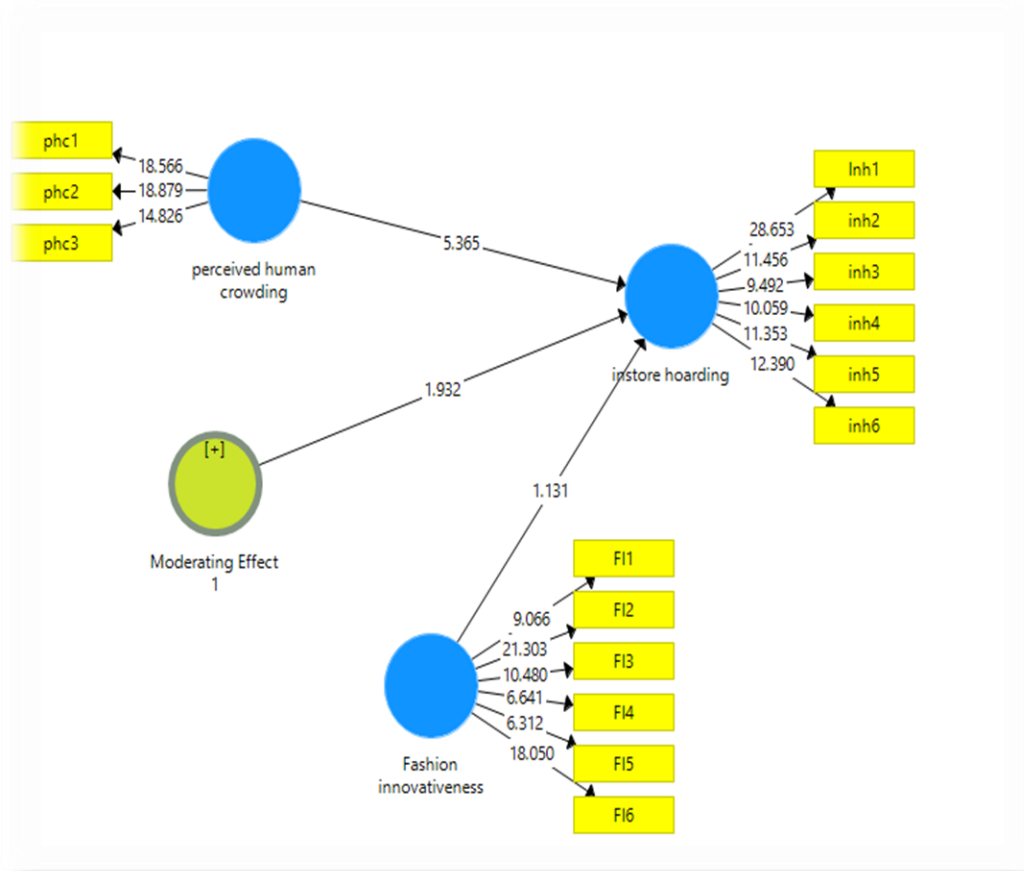 phc1
phc2
phc3
18.566
18.879
14.826
perceived human
crowding
5.365
Inh1
inh2
inh3
inh4
inh5
inh6
28.653
11.456
9.492
10.059
11.353
12.390
instore hoarding
1.932
[+]
Moderating Effect
1
1.131
FI1
FI2
FI3
FI4
FI5
FI6
9.066
21.303
10.480
6.641
6.312
18.050
Fashion
innovativeness